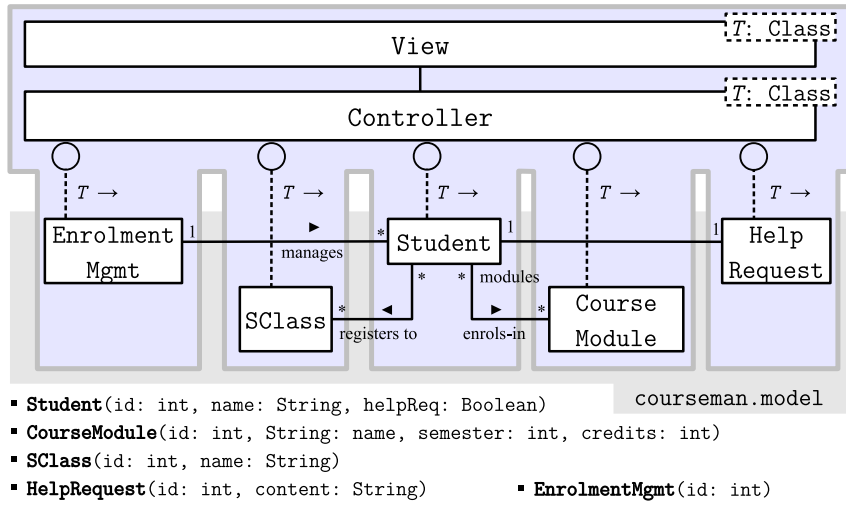 T: Class
View
T: Class
Controller
T → T → T → T → T →
Enrolment
Mgmt
1 ► * 
manages
Student
1 1
Help
Request
* * modules
SClass
* ◄
registers to
► *
enrols-in
Course
Module
courseman.model
▪ Student(id: int, name: String, helpReq: Boolean)
▪ CourseModule(id: int, String: name, semester: int, credits: int)
▪ SClass(id: int, name: String)
▪ HelpRequest(id: int, content: String) ▪ EnrolmentMgmt(id: int)